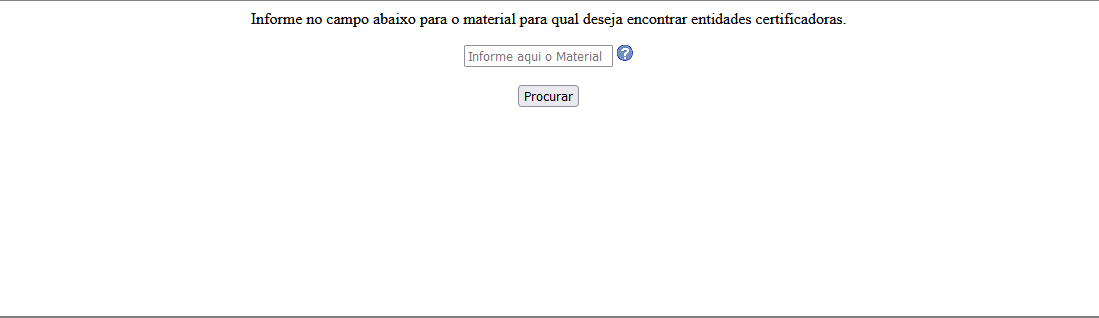 Informe no campo abaixo para o material para qual deseja encontrar entidades certificadoras.
Informe aqui o Material ?
Procurar